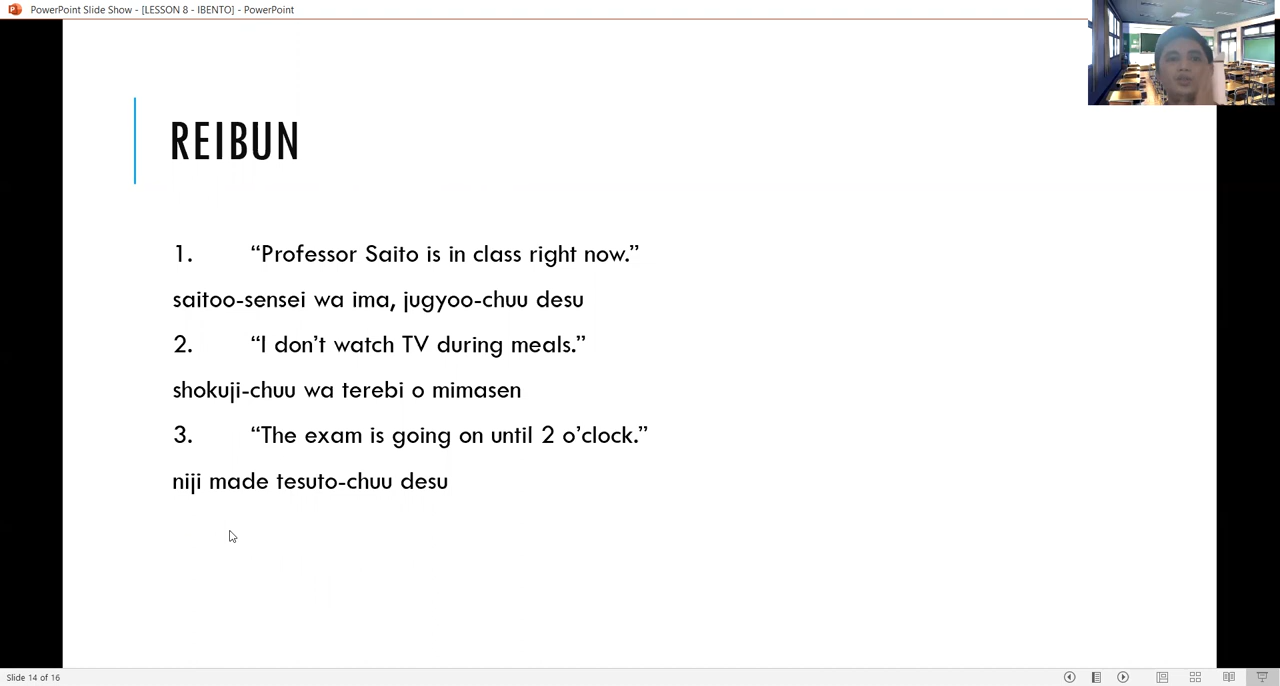 PowerPoint Slide Show - [LESSON 8 - IBENTO] - PowerPoint
REIBUN
1. “Professor Saito is in class right now.”
saitoo-sensei wa ima, jugyoo-chuu desu
2. “I don’t watch TV during meals.”
shokuji-chuu wa terebi o mimasen
3. “The exam is going on until 2 o’clock.”
niji made tesuto-chuu desu
Slide 14 of 16